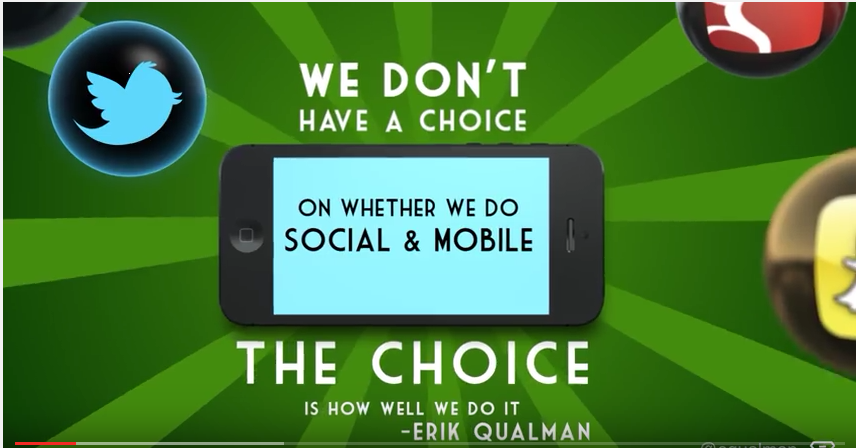 WE DON'T
HAVE A CHOICE
ON WHETHER WE DO
SOCIAL & MOBILE
THE CHOICE
IS HOW WELL WE DO IT
-ERIK QUALMAN
@equalman